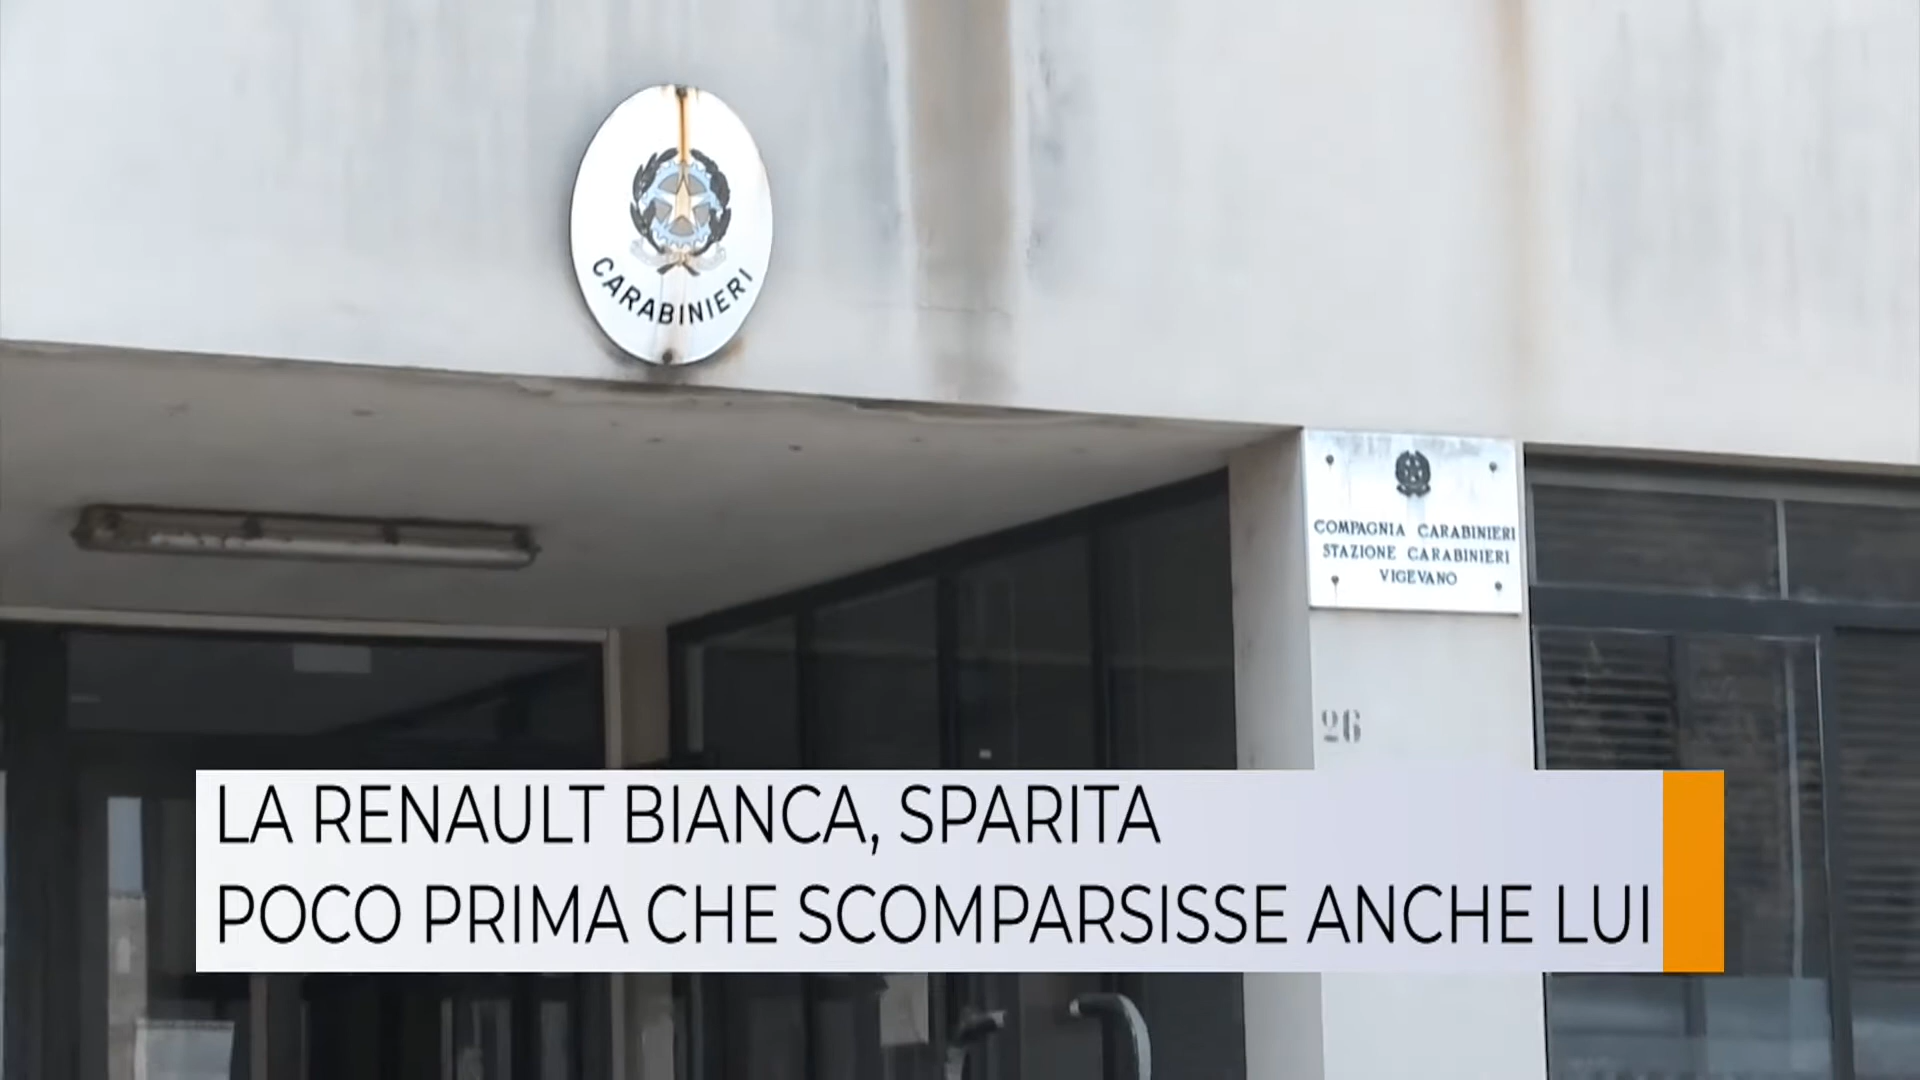 CARABINIERI
COMPAGNIA CARABINIERI
STAZIONE CARABINIERI
VIGEVANO
26
LA RENAULT BIANCA, SPARITA
POCO PRIMA CHE SCOMPARSISSE ANCHE LUI